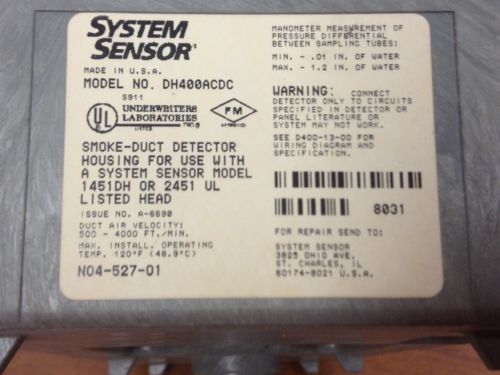 SYSTEM
SENSOR
MADE IN U.S.A.
MODEL NO. DH400ACDC
S911
UL
UNDERWRITERS
LABORATORIES
INC.®
LISTED
FM
APPROVED
SMOKE-DUCT DETECTOR
HOUSING FOR USE WITH
A SYSTEM SENSOR MODEL
1451DH OR 2451 UL
LISTED HEAD
ISSUE NO. A-6690
DUCT AIR VELOCITY:
500 - 4000 FT./MIN.
MAX. INSTALL. OPERATING
TEMP. 120°F (48.9°C)
N04-527-01
MANOMETER MEASUREMENT OF
PRESSURE DIFFERENTIAL
BETWEEN SAMPLING TUBES:
MIN. - .01 IN. OF WATER
MAX. - 1.2 IN. OF WATER
WARNING: CONNECT
DETECTOR ONLY TO CIRCUITS
SPECIFIED IN DETECTOR OR
PANEL LITERATURE OR
SYSTEM MAY NOT WORK.
SEE D400-13-00 FOR
WIRING DIAGRAM AND
SPECIFICATION.
8031
FOR REPAIR SEND TO:
SYSTEM SENSOR
3825 OHIO AVE.
ST. CHARLES, IL
60174-8021 U.S.A.